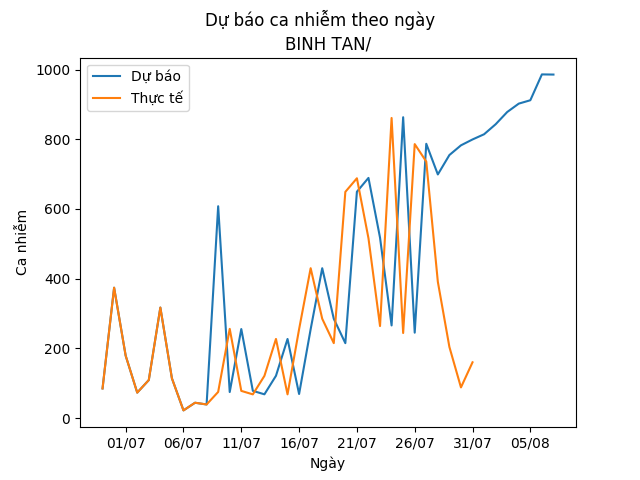 Dự báo ca nhiễm theo ngày
BINH TAN/
Dự báo
Thực tế
Ca nhiễm
1000
800
600
400
200
0
01/07 06/07 11/07 16/07 21/07 26/07 31/07 05/08
Ngày